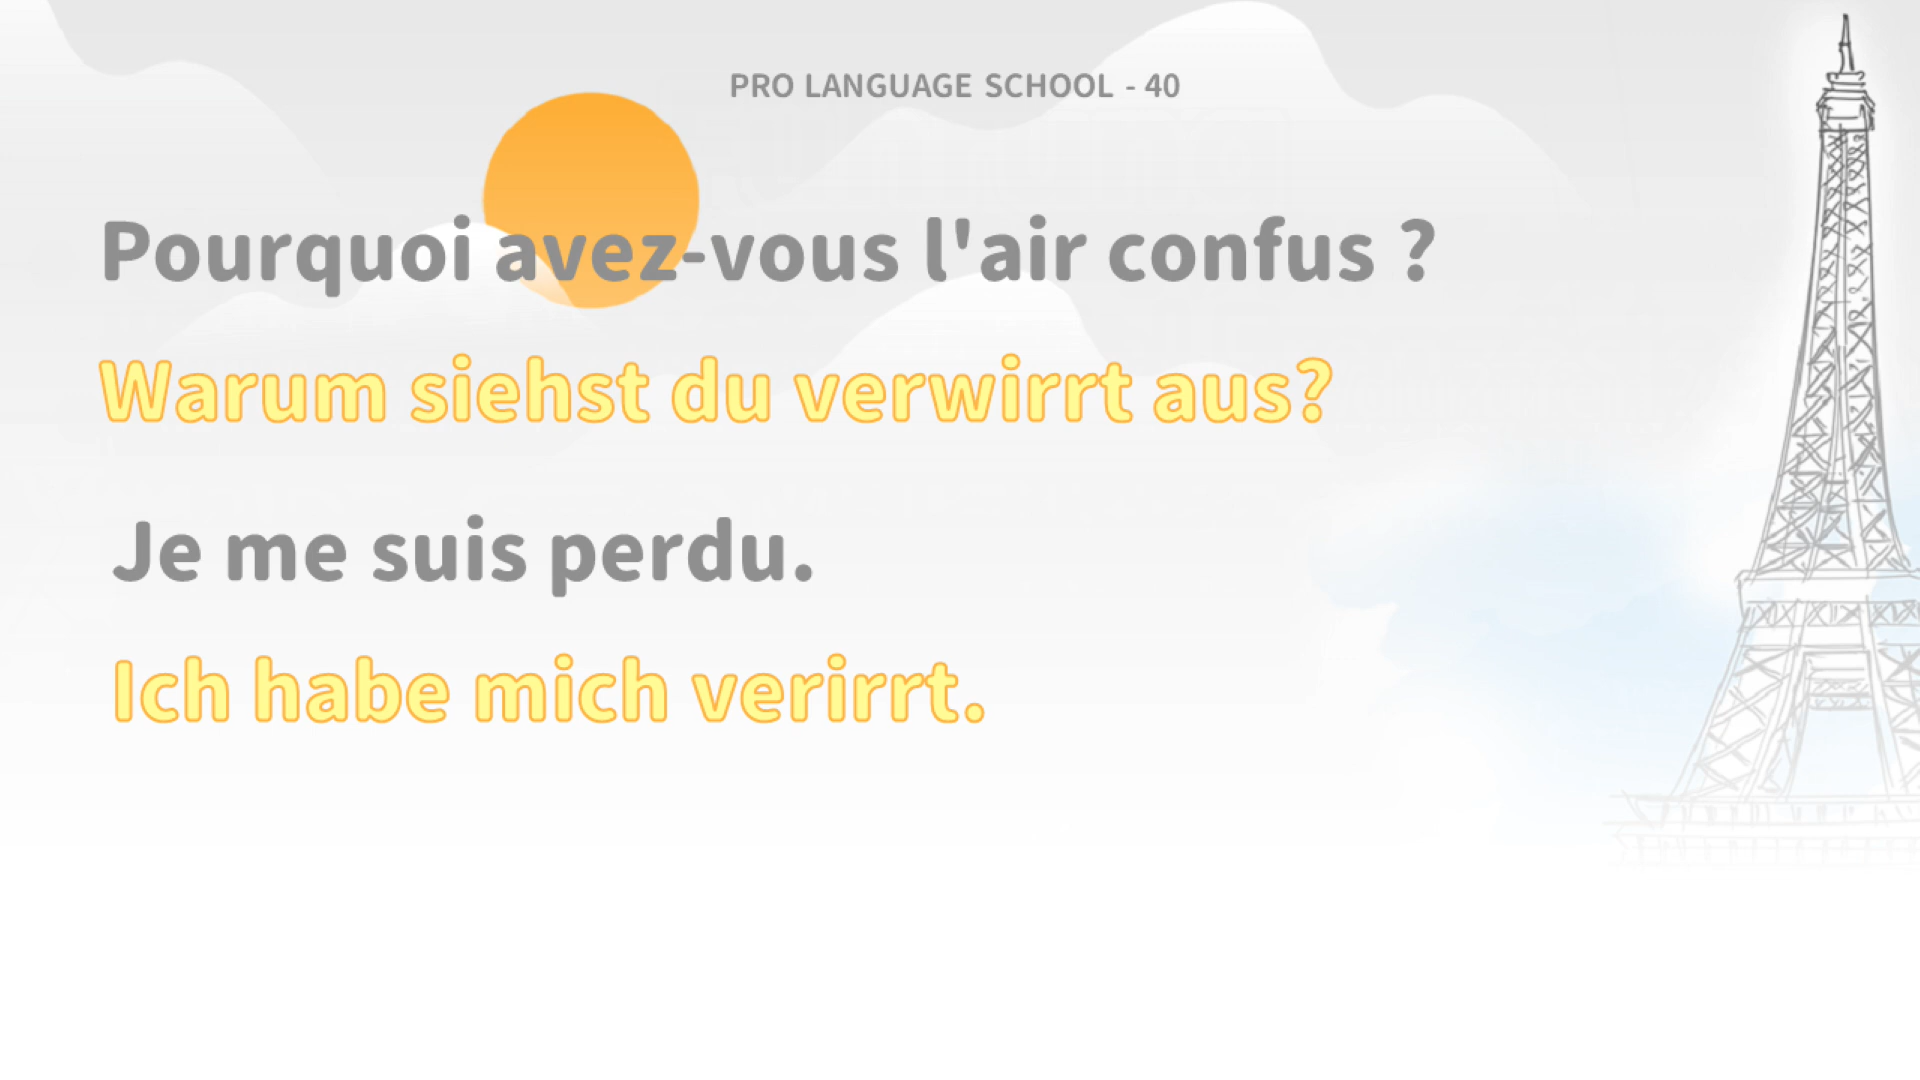 PRO LANGUAGE SCHOOL - 40
Pourquoi avez-vous l'air confus ?
Warum siehst du verwirrt aus?
Je me suis perdu.
Ich habe mich verirrt.